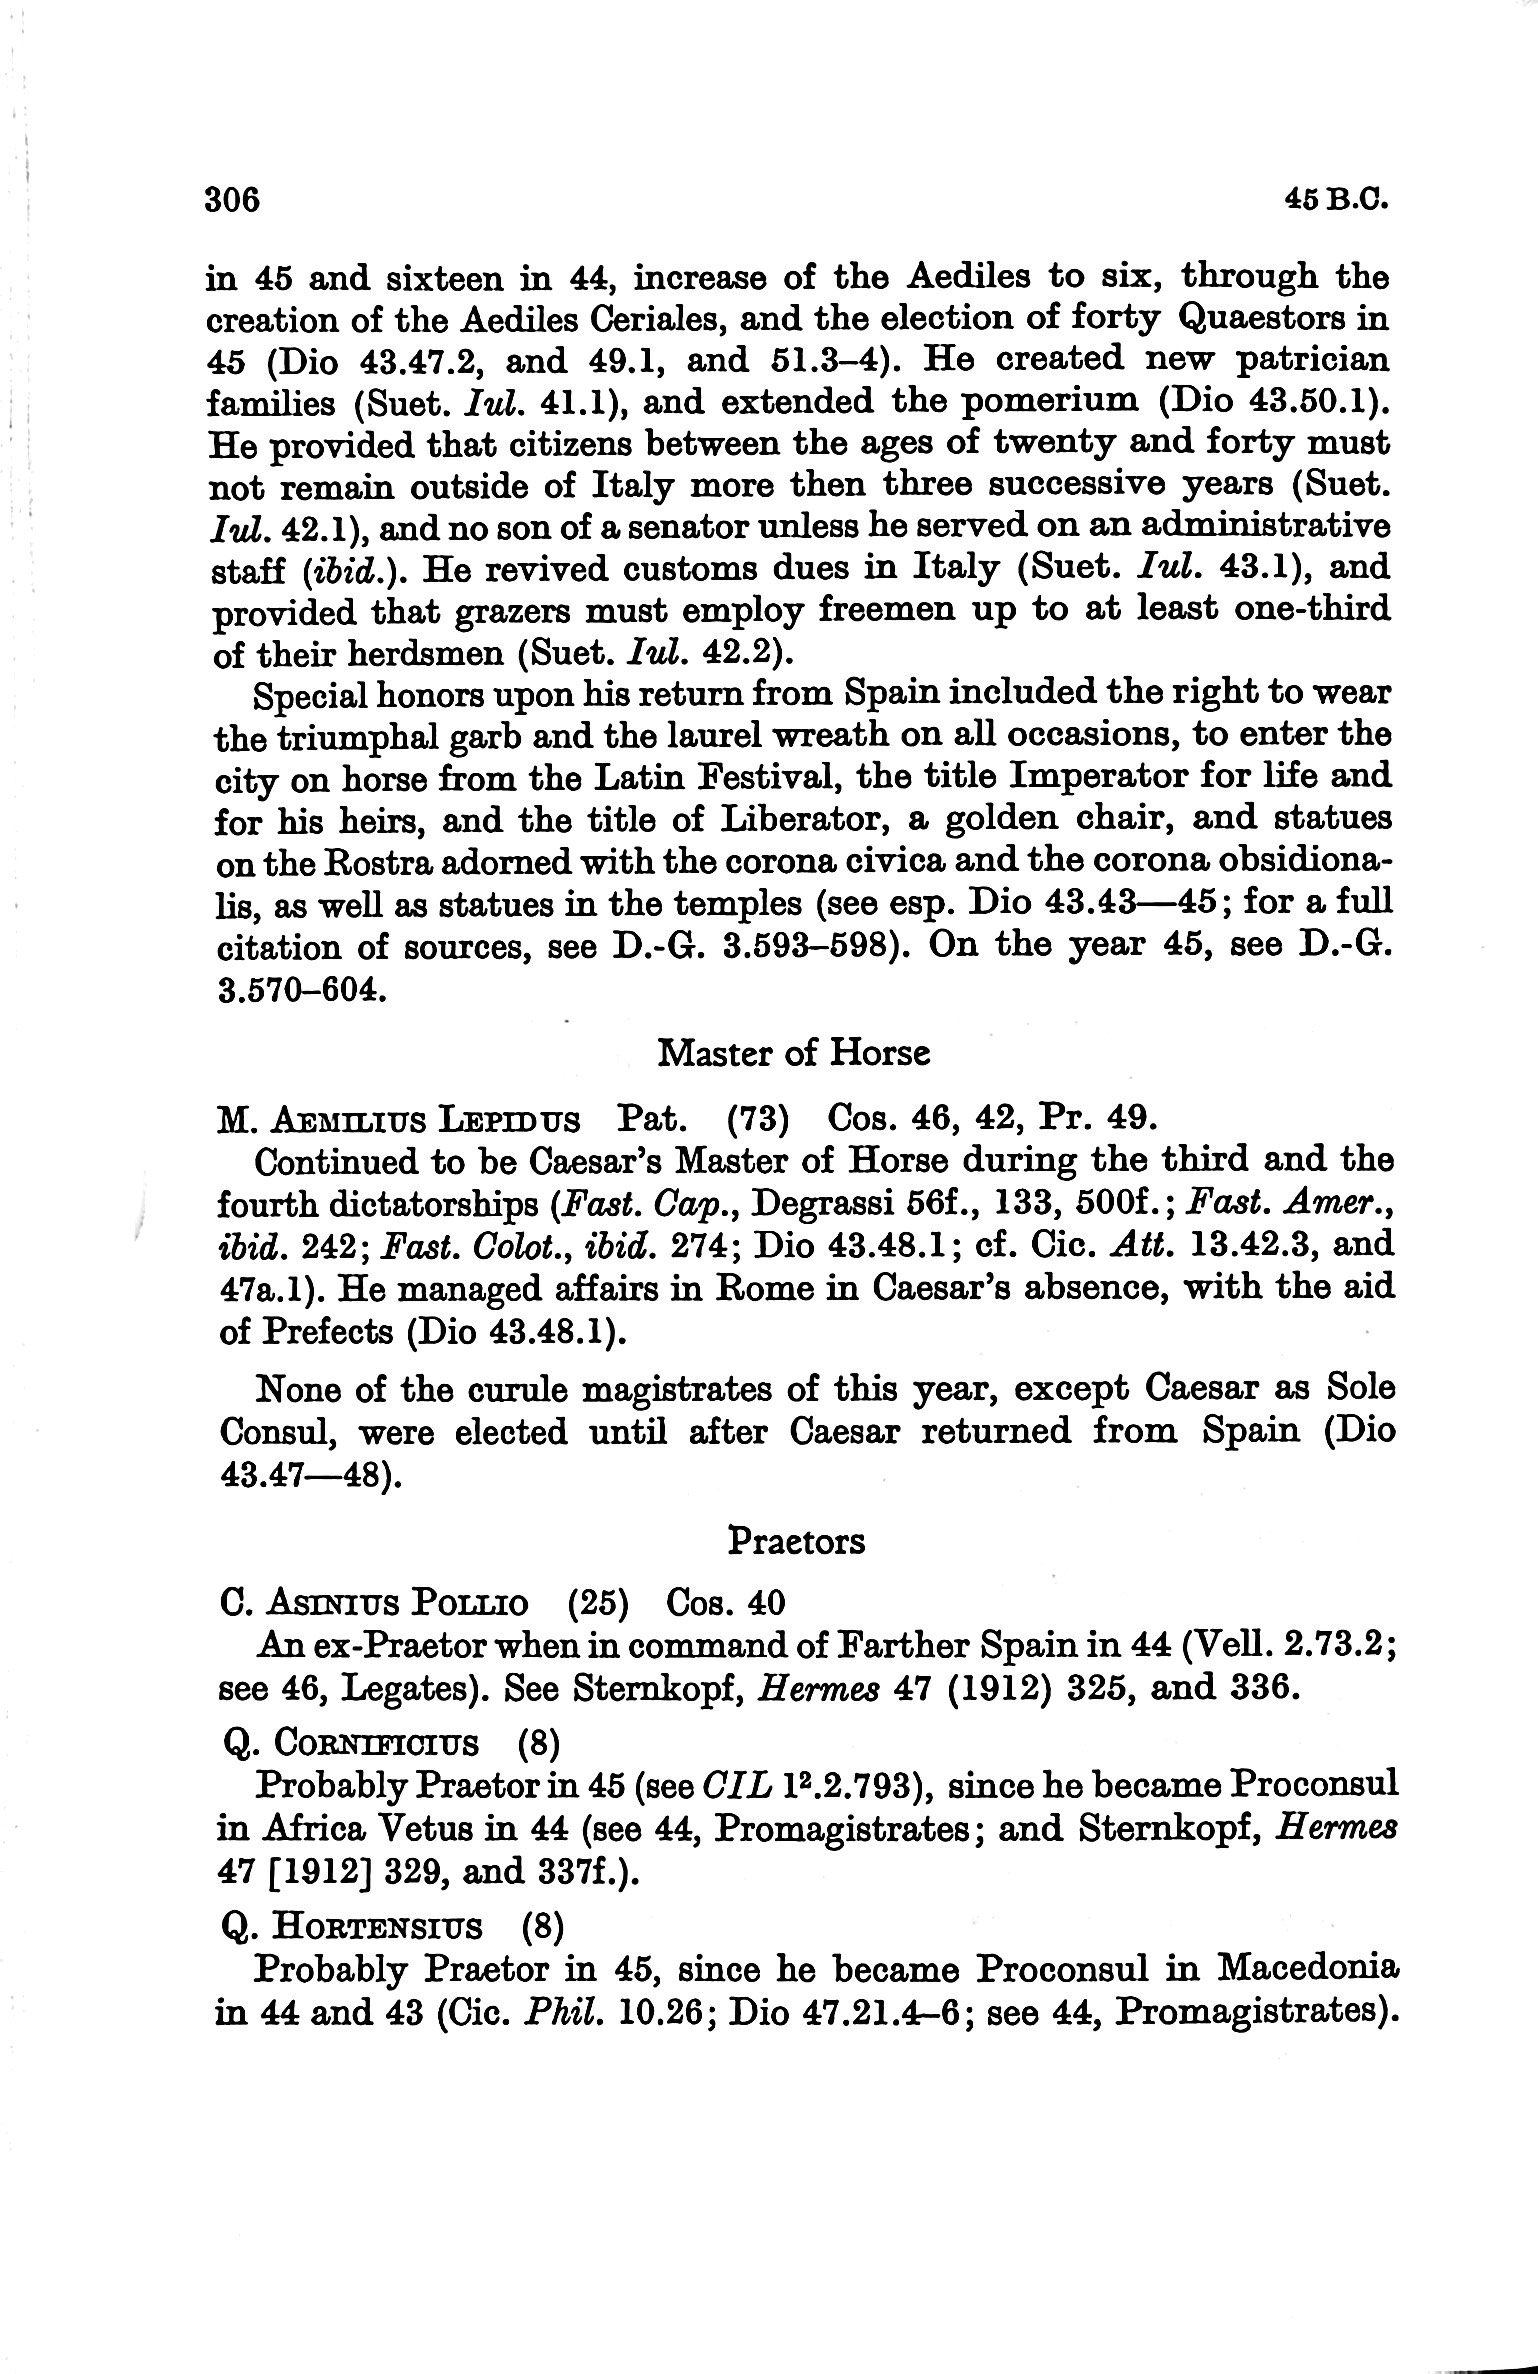 306 45 B.C.
in 45 and sixteen in 44, increase of the Aediles to six, through the
creation of the Aediles Ceriales, and the election of forty Quaestors in
45 (Dio 43.47.2, and 49.1, and 51.3–4). He created new patrician
families (Suet. Iul. 41.1), and extended the pomerium (Dio 43.50.1).
He provided that citizens between the ages of twenty and forty must
not remain outside of Italy more then three successive years (Suet.
Iul. 42.1), and no son of a senator unless he served on an administrative
staff (ibid.). He revived customs dues in Italy (Suet. Iul. 43.1), and
provided that grazers must employ freemen up to at least one-third
of their herdsmen (Suet. Iul. 42.2).
Special honors upon his return from Spain included the right to wear
the triumphal garb and the laurel wreath on all occasions, to enter the
city on horse from the Latin Festival, the title Imperator for life and
for his heirs, and the title of Liberator, a golden chair, and statues
on the Rostra adorned with the corona civica and the corona obsidiona-
lis, as well as statues in the temples (see esp. Dio 43.43—45; for a full
citation of sources, see D.-G. 3.593–598). On the year 45, see D.-G.
3.570–604.
Master of Horse
M. AEMILIUS LEPIDUS Pat. (73) Cos. 46, 42, Pr. 49.
Continued to be Caesar's Master of Horse during the third and the
fourth dictatorships (Fast. Cap., Degrassi 56f., 133, 500f.; Fast. Amer.,
ibid. 242; Fast. Colot., ibid. 274; Dio 43.48.1; cf. Cic. Att. 13.42.3, and
47a.1). He managed affairs in Rome in Caesar's absence, with the aid
of Prefects (Dio 43.48.1).
None of the curule magistrates of this year, except Caesar as Sole
Consul, were elected until after Caesar returned from Spain (Dio
43.47—48).
Praetors
C. ASINIUS POLLIO (25) Cos. 40
An ex-Praetor when in command of Farther Spain in 44 (Vell. 2.73.2;
see 46, Legates). See Sternkopf, Hermes 47 (1912) 325, and 336.
Q. CORNIFICIUS (8)
Probably Praetor in 45 (see CIL 1².2.793), since he became Proconsul
in Africa Vetus in 44 (see 44, Promagistrates; and Sternkopf, Hermes
47 [1912] 329, and 337f.).
Q. HORTENSIUS (8)
Probably Praetor in 45, since he became Proconsul in Macedonia
in 44 and 43 (Cic. Phil. 10.26; Dio 47.21.4–6; see 44, Promagistrates).